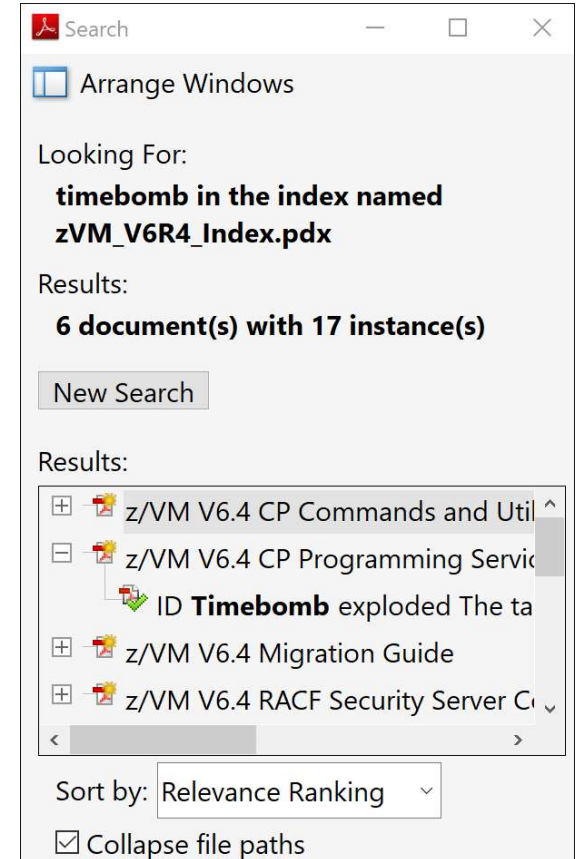 Search
Arrange Windows
Looking For:
timebomb in the index named
zVM_V6R4_Index.pdx
Results:
6 document(s) with 17 instance(s)
New Search
Results:
z/VM V6.4 CP Commands and Util
z/VM V6.4 CP Programming Servic
ID Timebomb exploded The ta
z/VM V6.4 Migration Guide
z/VM V6.4 RACF Security Server Co
Sort by: Relevance Ranking
Collapse file paths